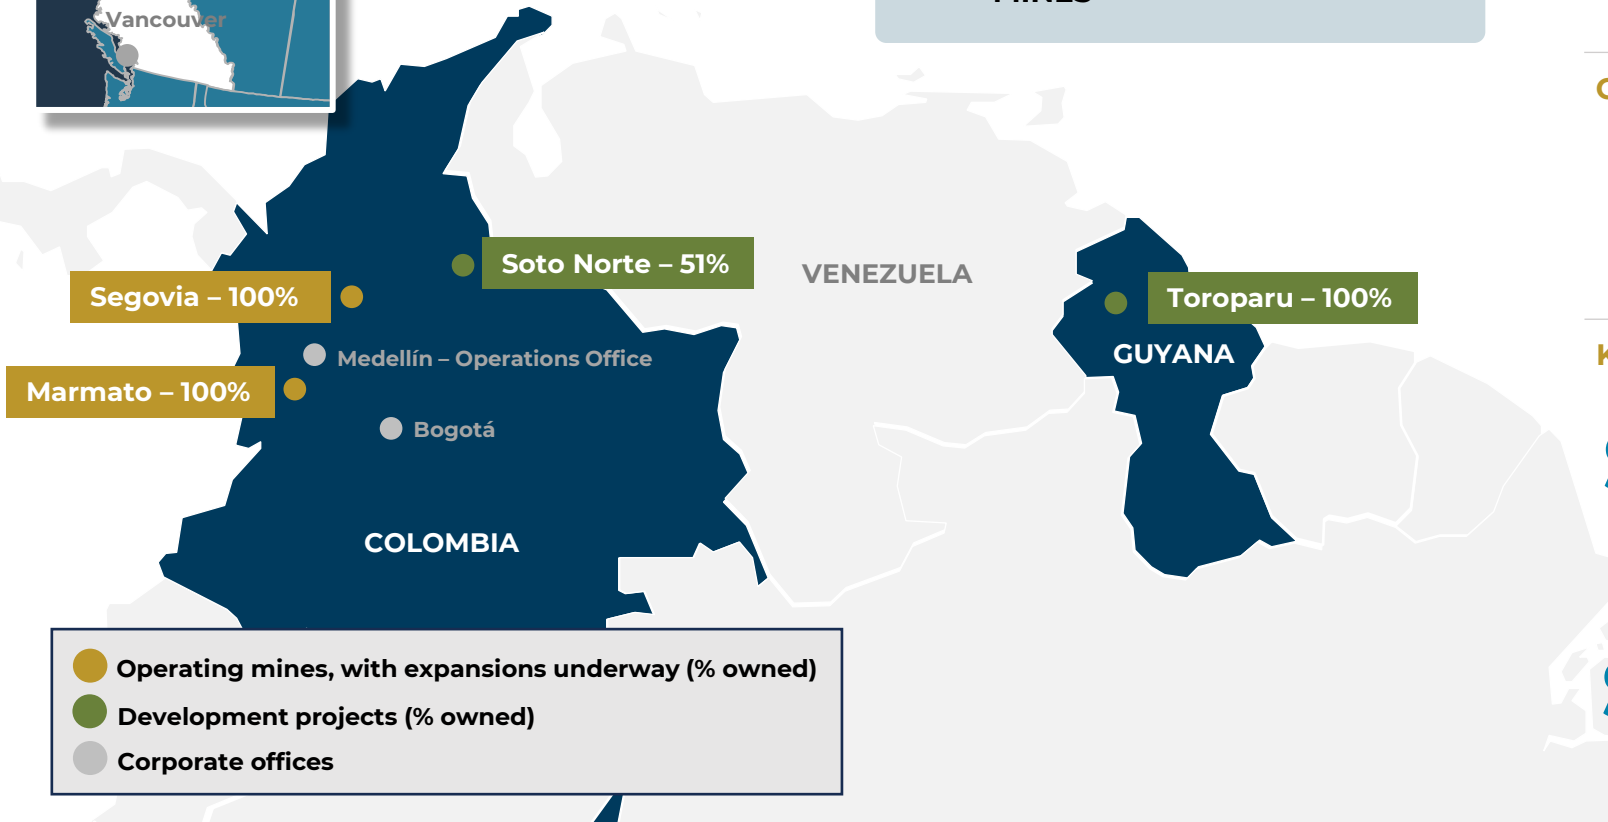 Vancouver
Soto Norte – 51%
VENEZUELA
Segovia – 100%
Toroparu – 100%
Medellín – Operations Office
GUYANA
Marmato – 100%
Bogotá
COLOMBIA
Operating mines, with expansions underway (% owned)
Development projects (% owned)
Corporate offices